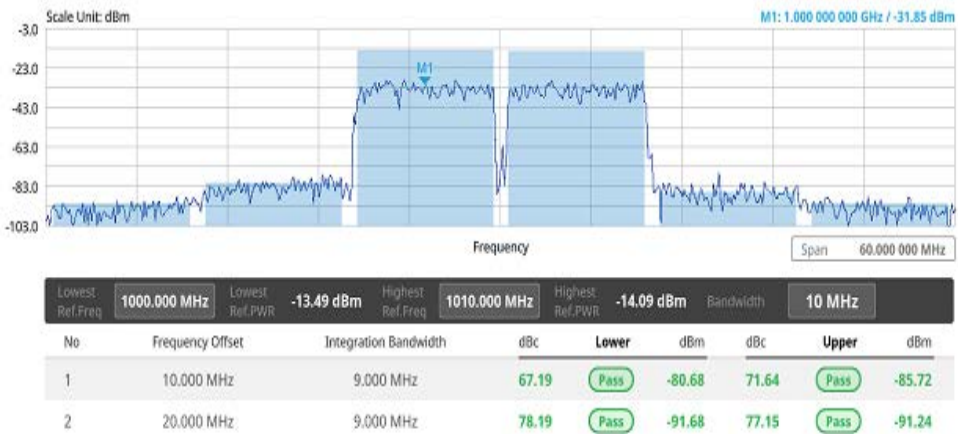 Scale Unit: dBm M1: 1.000 000 000 GHz / -31.85 dBm
-3.0
-23.0
M1
-43.0
-63.0
-83.0
-103.0
Frequency
Span 60.000 000 MHz
Lowest Ref.Freq 1000.000 MHz Lowest Ref.PWR -13.49 dBm Highest Ref.Freq 1010.000 MHz Highest Ref.PWR -14.09 dBm Bandwidth 10 MHz
No Frequency Offset Integration Bandwidth dBc Lower dBm dBc Upper dBm
1 10.000 MHz 9.000 MHz 67.19 Pass -80.68 71.64 Pass -85.72
2 20.000 MHz 9.000 MHz 78.19 Pass -91.68 77.15 Pass -91.24